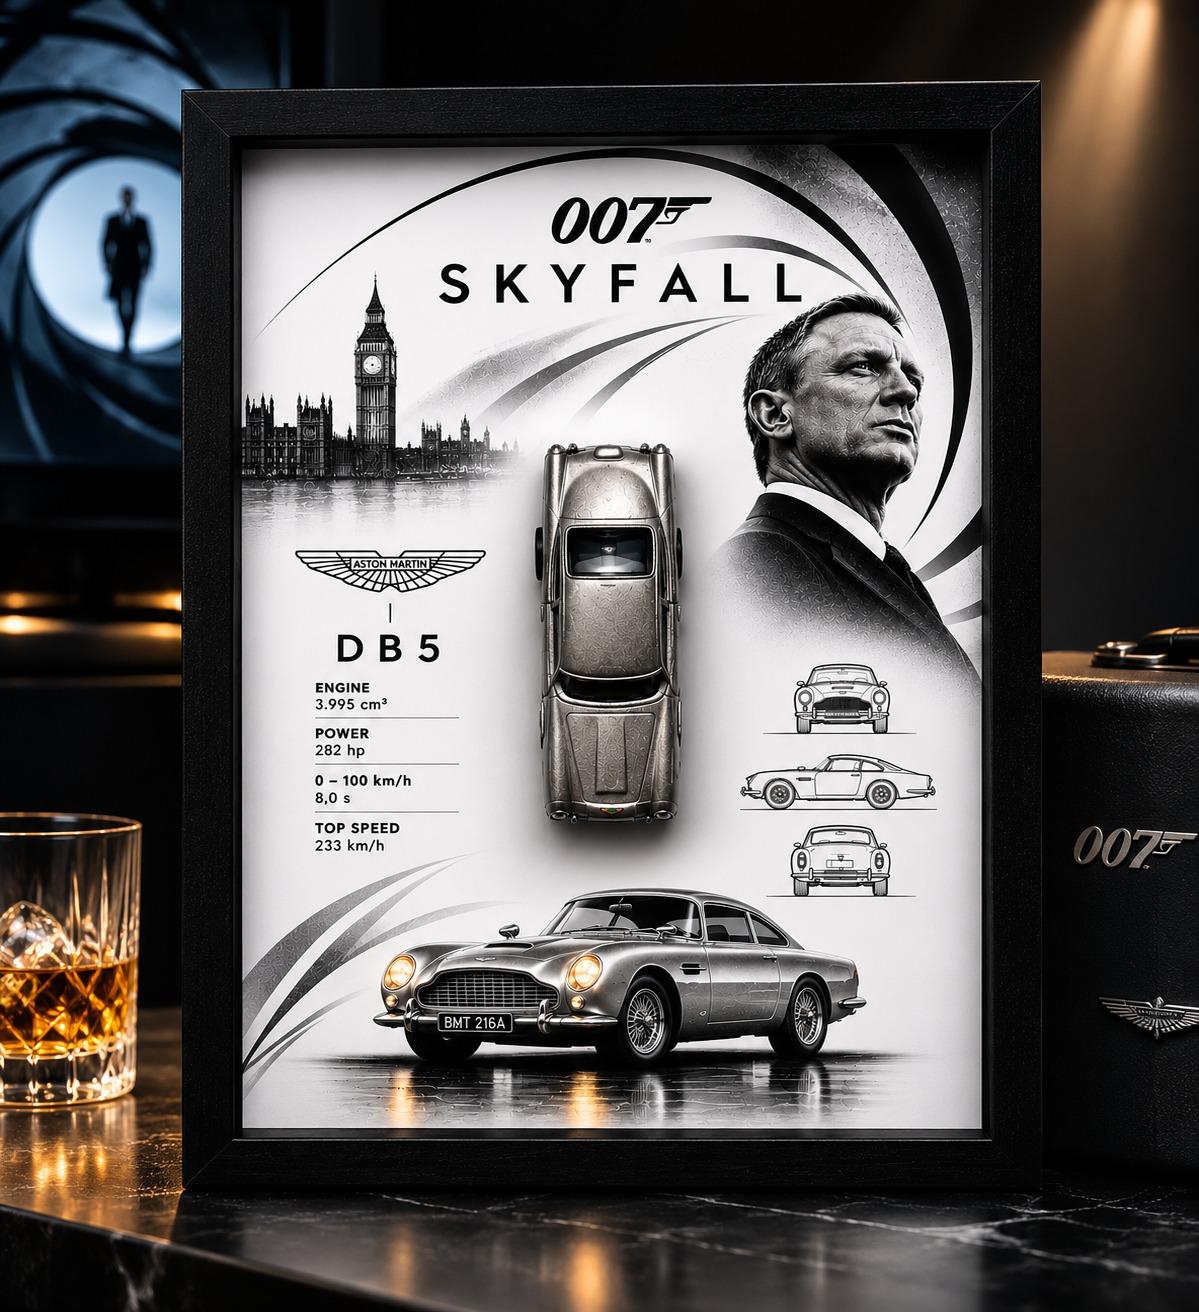 007
SKYFALL
ASTON MARTIN
DB5
ENGINE
3.995 cm³
POWER
282 hp
0 – 100 km/h
8,0 s
TOP SPEED
233 km/h
BMT 216A
007